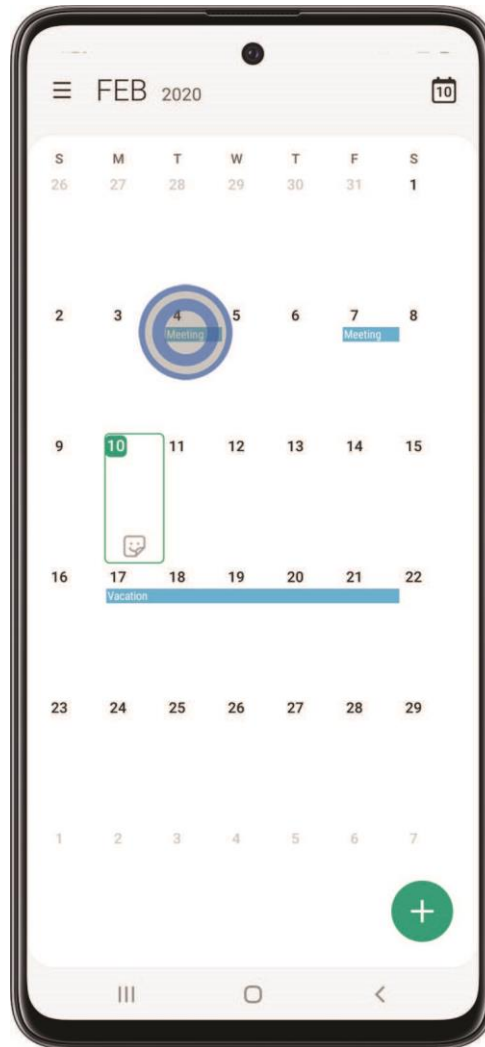 FEB 2020
10
S M T W T F S
26 27 28 29 30 31 1
2 3 4 5 6 7 8
Meeting Meeting
9 10 11 12 13 14 15
16 17 18 19 20 21 22
Vacation
23 24 25 26 27 28 29
1 2 3 4 5 6 7